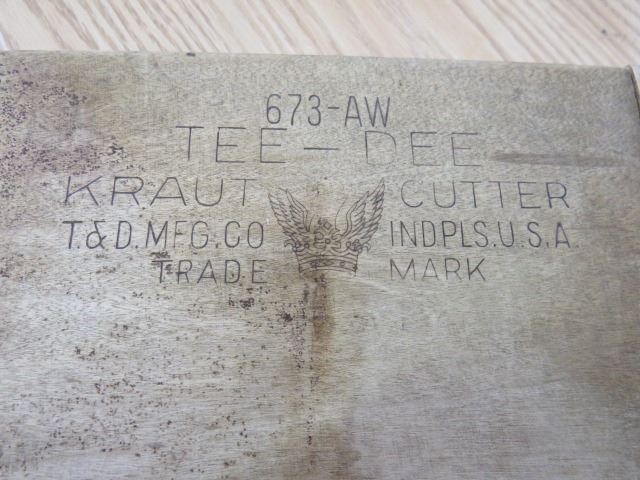 673-AW
TEE-DEE
KRAUT CUTTER
T.&D.MFG.CO INDPLS.U.S.A.
TRADE MARK